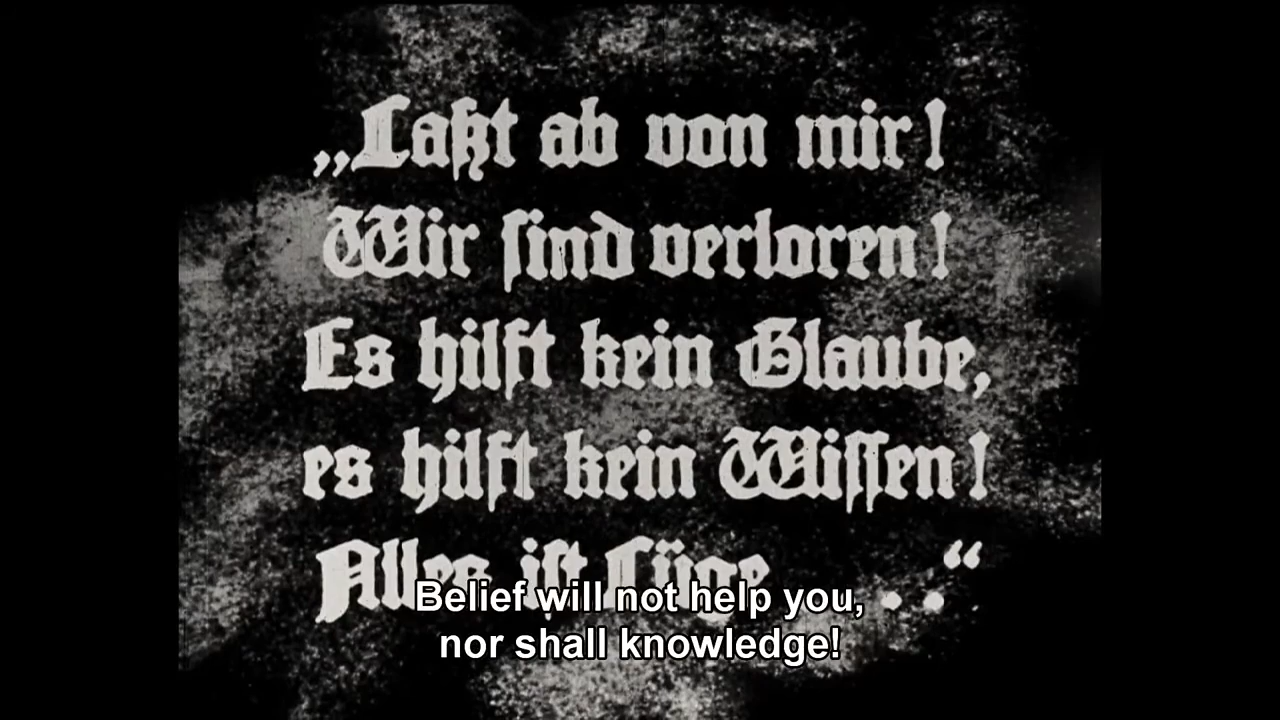 „Laßt ab von mir!
Wir sind verloren!
Es hilft kein Glaube,
es hilft kein Wissen!
Alles ist Lüge . . .“
Belief will not help you,
nor shall knowledge!